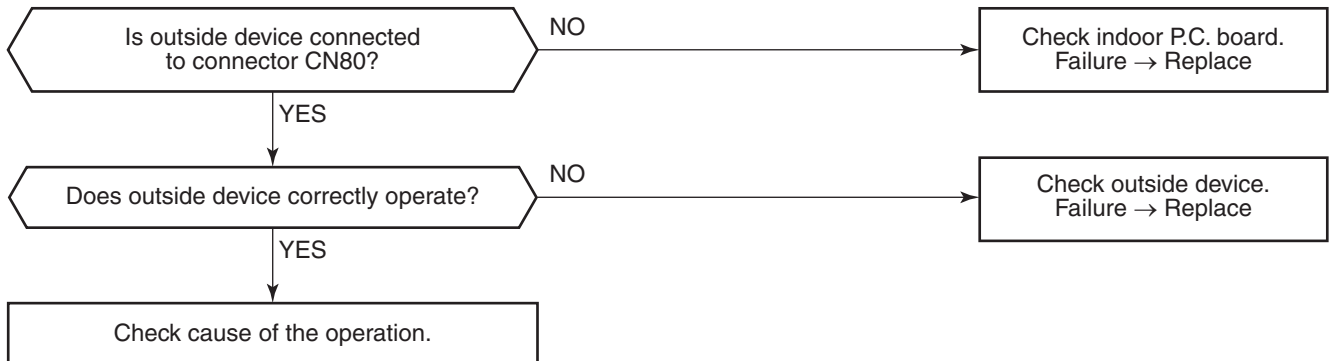 Is outside device connected
to connector CN80?
NO
Check indoor P.C. board.
Failure → Replace
YES
Does outside device correctly operate?
NO
Check outside device.
Failure → Replace
YES
Check cause of the operation.